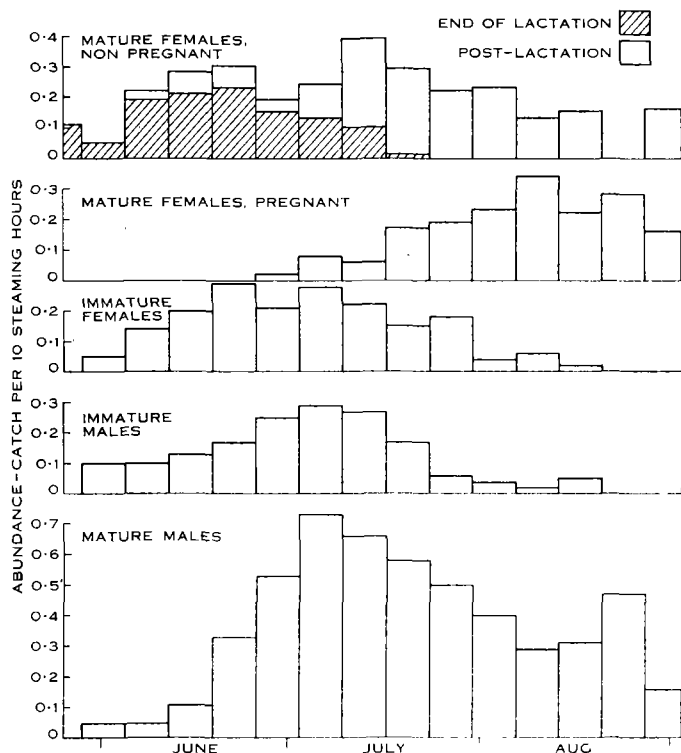 END OF LACTATION
POST-LACTATION
MATURE FEMALES,
NON PREGNANT
0·4
0·3
0·2
0·1
0
MATURE FEMALES, PREGNANT
0·3
0·2
0·1
0
IMMATURE
FEMALES
0·2
0·1
0
IMMATURE
MALES
0·3
0·2
0·1
0
MATURE MALES
0·7
0·6
0·5
0·4
0·3
0·2
0·1
0
ABUNDANCE-CATCH PER 10 STEAMING HOURS
JUNE
JULY
AUG